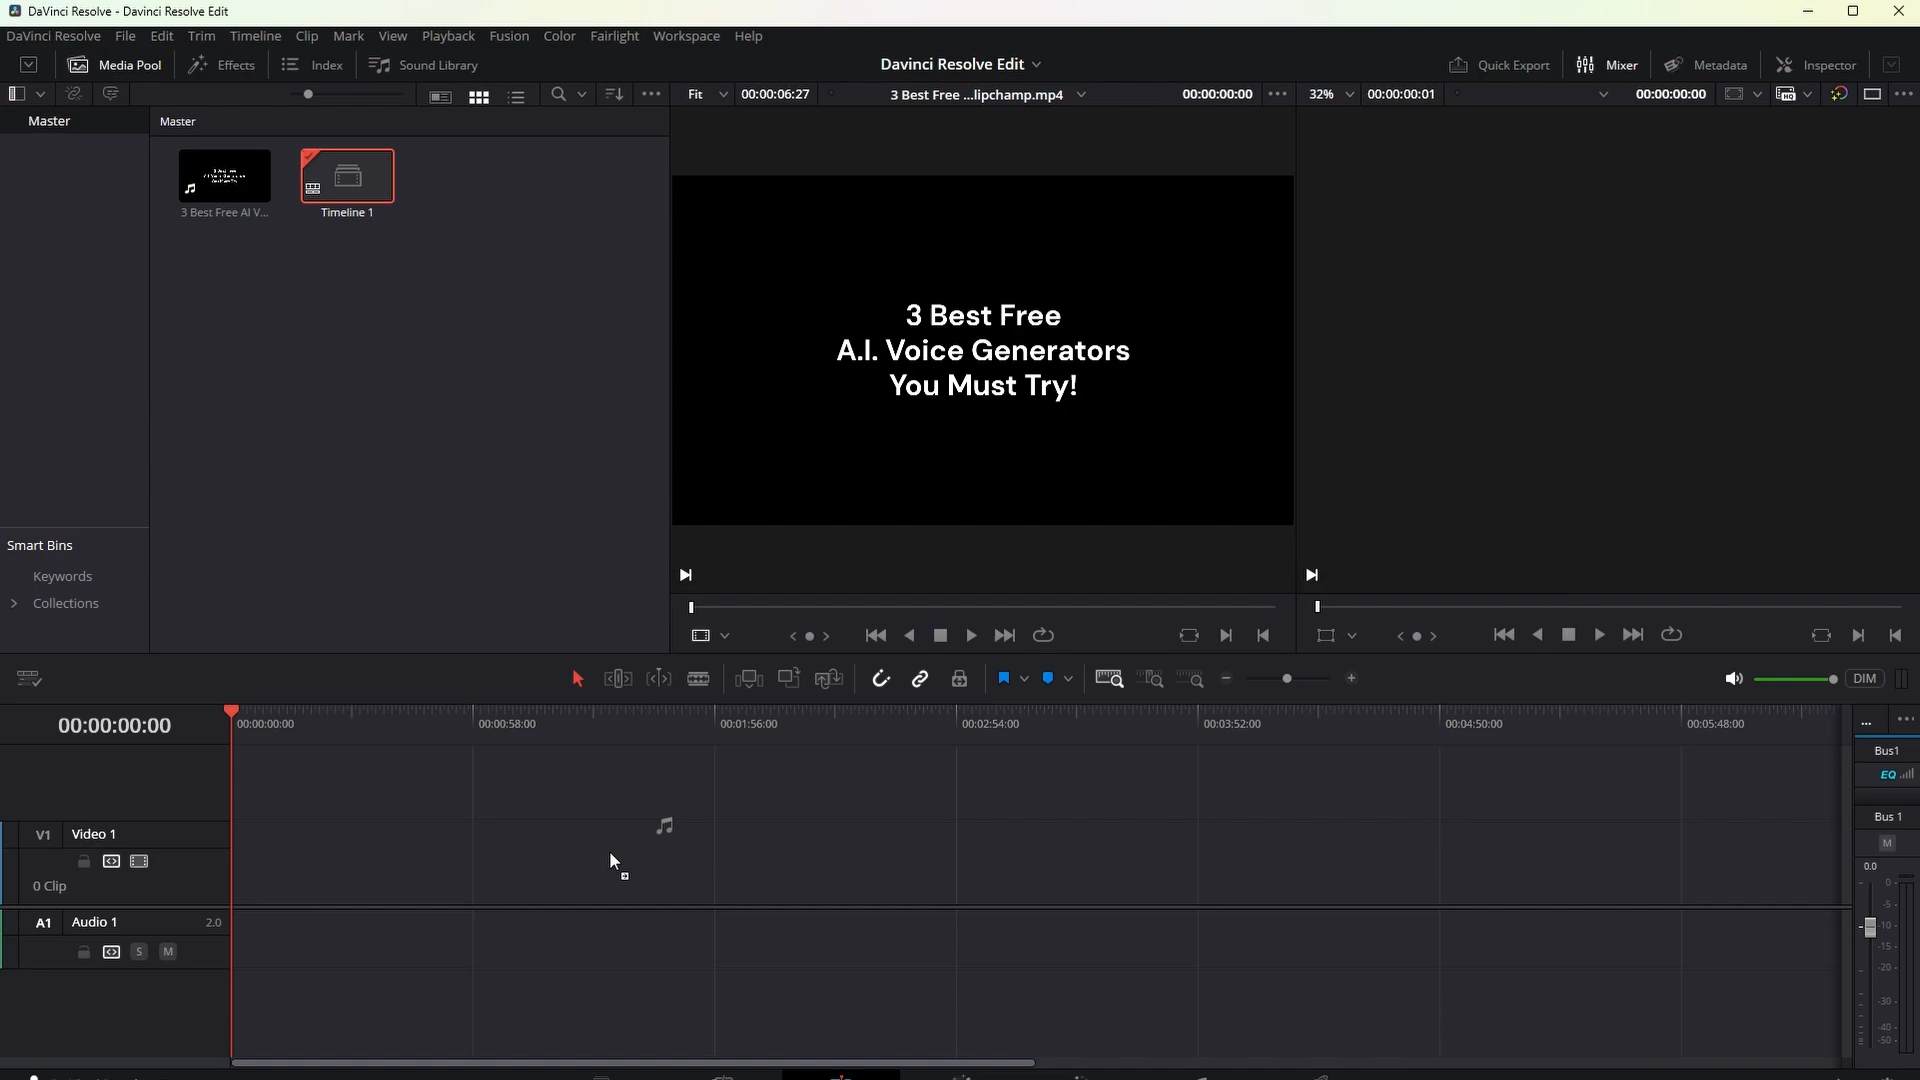 DaVinci Resolve - Davinci Resolve Edit
DaVinci Resolve File Edit Trim Timeline Clip Mark View Playback Fusion Color Fairlight Workspace Help
Media Pool Effects Index Sound Library Davinci Resolve Edit Quick Export Mixer Metadata Inspector
Fit 00:00:06:27 3 Best Free ...lipchamp.mp4 00:00:00:00 32% 00:00:00:01 00:00:00:00
Master Master
3 Best Free AI V... Timeline 1
3 Best Free
A.I. Voice Generators
You Must Try!
Smart Bins
Keywords
Collections
DIM
00:00:00:00 00:00:00:00 00:00:58:00 00:01:56:00 00:02:54:00 00:03:52:00 00:04:50:00 00:05:48:00
Bus1
EQ
V1 Video 1
0 Clip
A1 Audio 1 2.0
S M
Bus 1
M
0.0
0
-5
-10
-15
-20
-30
-40
-50